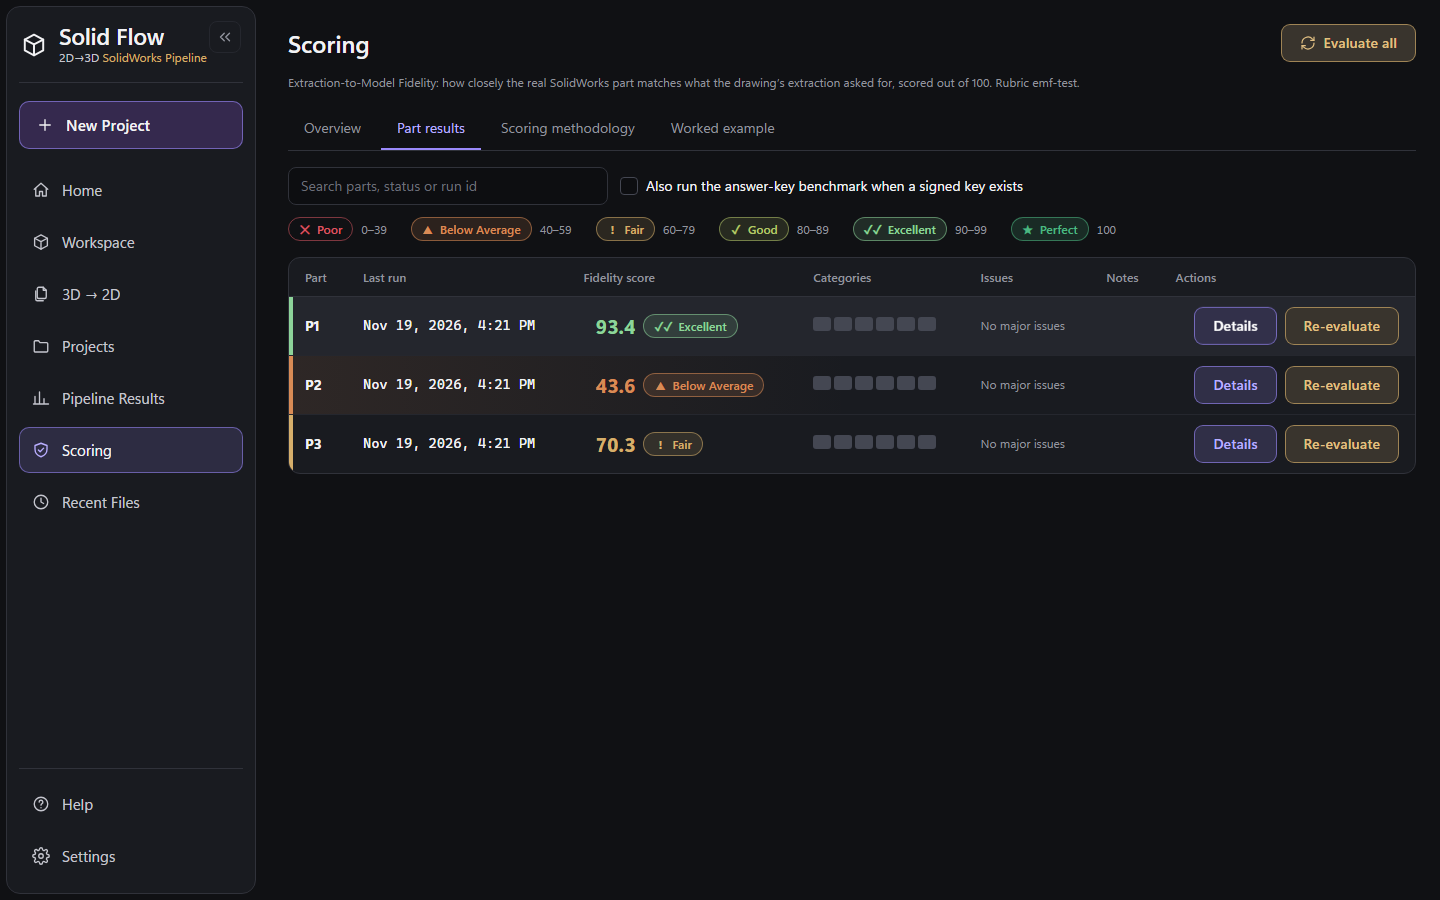 Solid Flow
2D→3D SolidWorks Pipeline
New Project
Home
Workspace
3D → 2D
Projects
Pipeline Results
Scoring
Recent Files
Help
Settings
Scoring
Evaluate all
Extraction-to-Model Fidelity: how closely the real SolidWorks part matches what the drawing's extraction asked for, scored out of 100. Rubric emf-test.
Overview Part results Scoring methodology Worked example
Search parts, status or run id
Also run the answer-key benchmark when a signed key exists
Poor 0–39 Below Average 40–59 Fair 60–79 Good 80–89 Excellent 90–99 Perfect 100
Part Last run Fidelity score Categories Issues Notes Actions
P1 Nov 19, 2026, 4:21 PM 93.4 Excellent No major issues Details Re-evaluate
P2 Nov 19, 2026, 4:21 PM 43.6 Below Average No major issues Details Re-evaluate
P3 Nov 19, 2026, 4:21 PM 70.3 Fair No major issues Details Re-evaluate